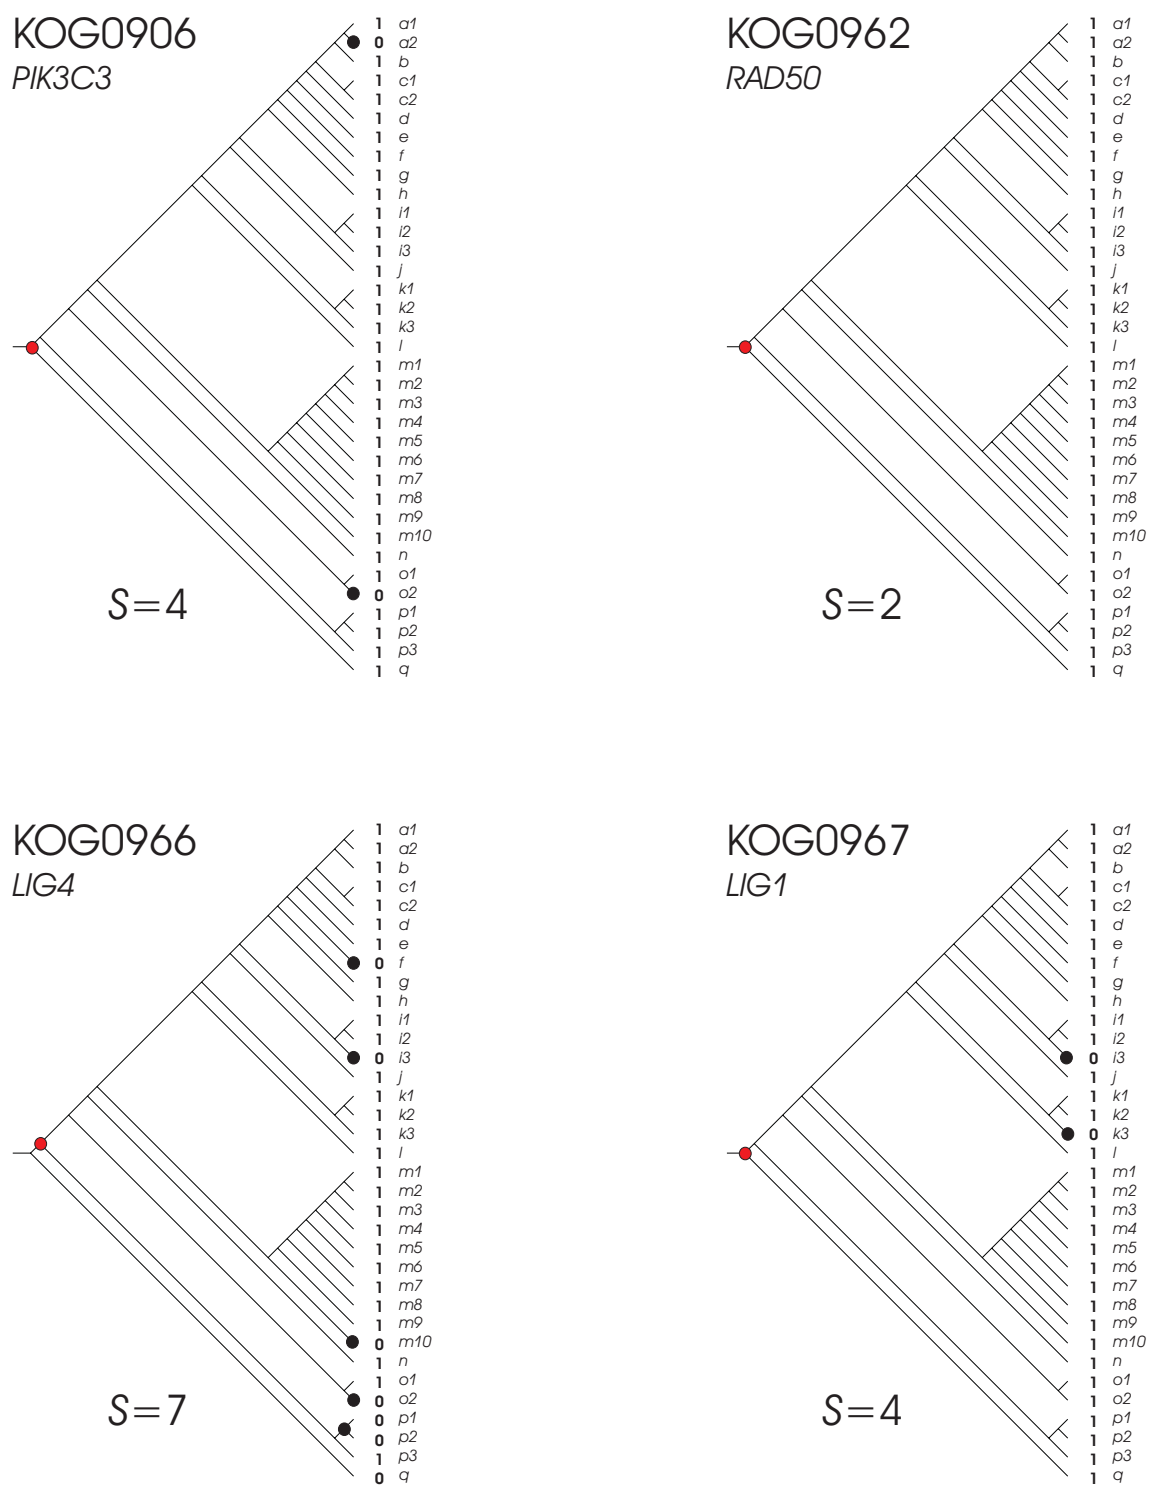 KOG0906
PIK3C3
1 a1
0 a2
1 b
1 c1
1 c2
1 d
1 e
1 f
1 g
1 h
1 i1
1 i2
1 i3
1 j
1 k1
1 k2
1 k3
1 l
1 m1
1 m2
1 m3
1 m4
1 m5
1 m6
1 m7
1 m8
1 m9
1 m10
1 n
1 o1
0 o2
1 p1
1 p2
1 p3
1 q
S=4
KOG0962
RAD50
1 a1
1 a2
1 b
1 c1
1 c2
1 d
1 e
1 f
1 g
1 h
1 i1
1 i2
1 i3
1 j
1 k1
1 k2
1 k3
1 l
1 m1
1 m2
1 m3
1 m4
1 m5
1 m6
1 m7
1 m8
1 m9
1 m10
1 n
1 o1
1 o2
1 p1
1 p2
1 p3
1 q
S=2
KOG0966
LIG4
1 a1
1 a2
1 b
1 c1
1 c2
1 d
1 e
0 f
1 g
1 h
1 i1
1 i2
0 i3
1 j
1 k1
1 k2
1 k3
1 l
1 m1
1 m2
1 m3
1 m4
1 m5
1 m6
1 m7
1 m8
1 m9
0 m10
1 n
1 o1
0 o2
0 p1
0 p2
1 p3
0 q
S=7
KOG0967
LIG1
1 a1
1 a2
1 b
1 c1
1 c2
1 d
1 e
1 f
1 g
1 h
1 i1
1 i2
0 i3
1 j
1 k1
1 k2
0 k3
1 l
1 m1
1 m2
1 m3
1 m4
1 m5
1 m6
1 m7
1 m8
1 m9
1 m10
1 n
1 o1
1 o2
1 p1
1 p2
1 p3
1 q
S=4